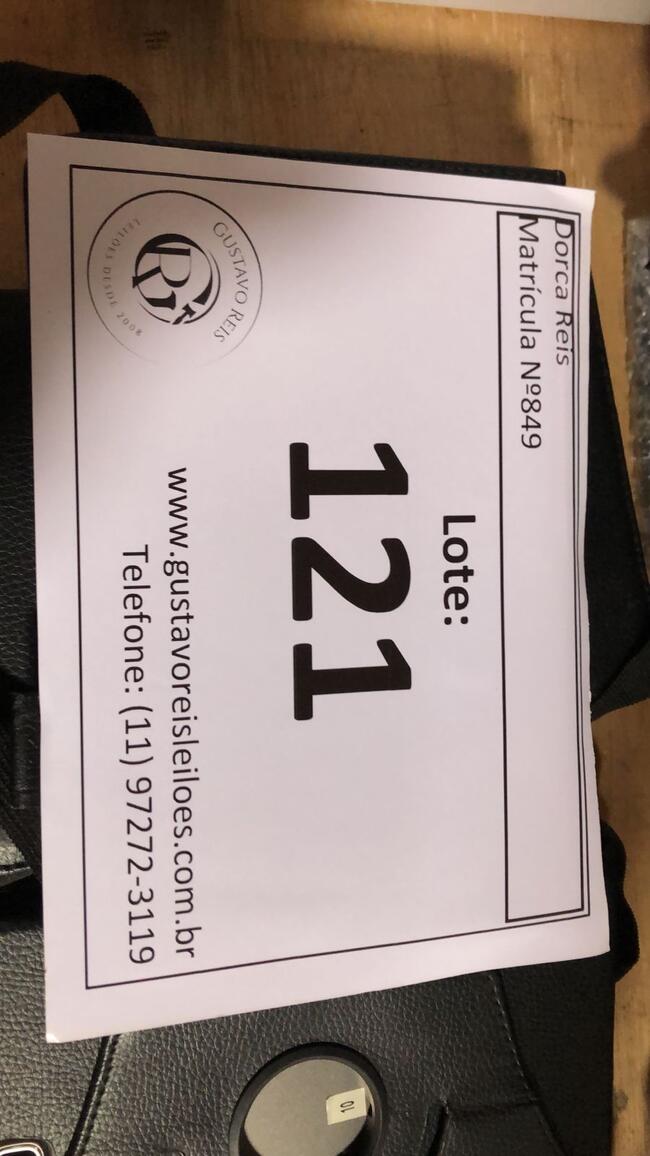 Dorca Reis
Matrícula Nº849
Lote:
121
www.gustavoreisleiloes.com.br
Telefone: (11) 97272-3119
GUSTAVO REIS
LEILÕES DESDE 2008
10